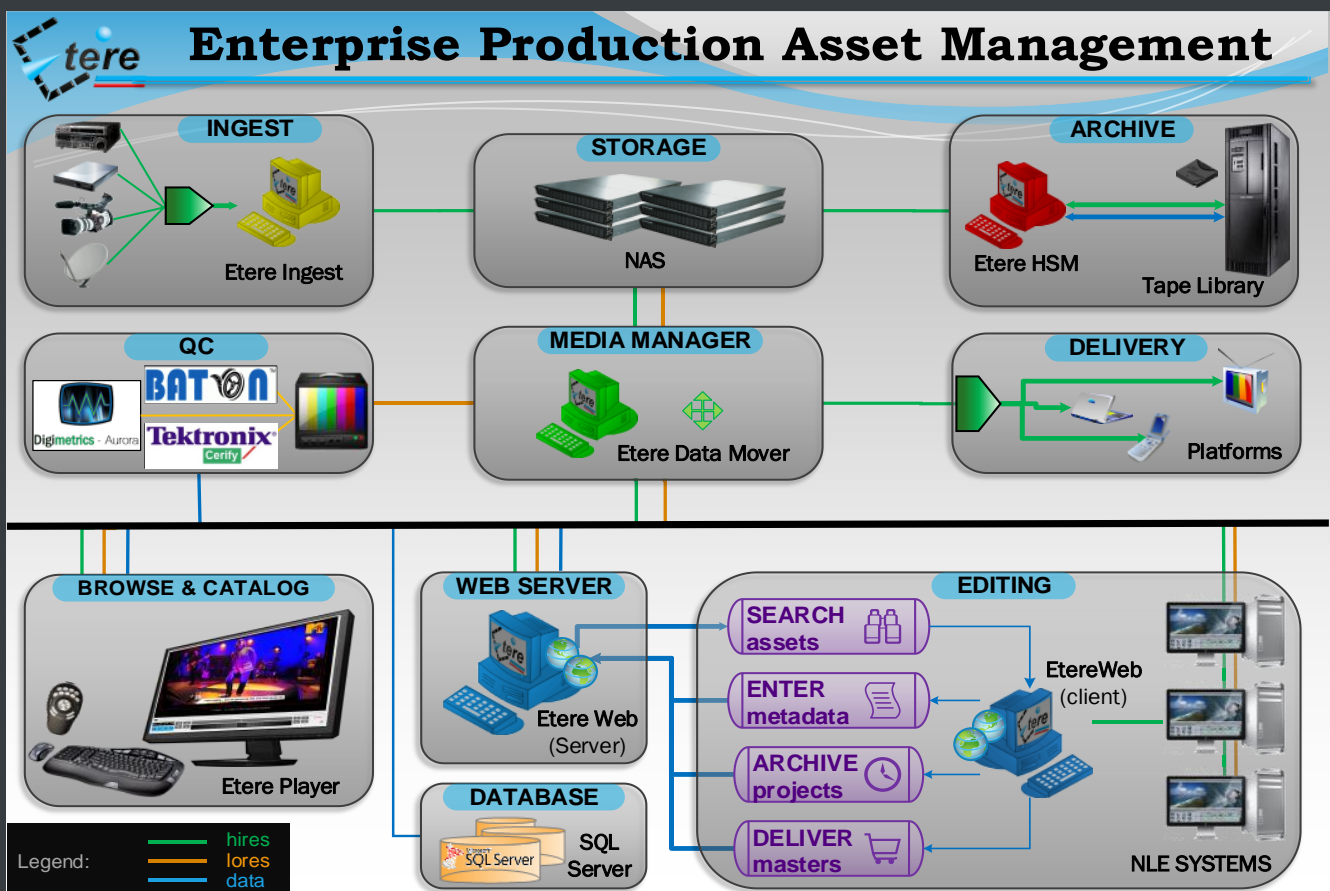 Etere
Enterprise Production Asset Management
INGEST
Etere Ingest
STORAGE
NAS
ARCHIVE
Etere HSM
Tape Library
QC
Digimetrics - Aurora
BATON
Tektronix
Cerify
MEDIA MANAGER
Etere Data Mover
DELIVERY
Platforms
BROWSE & CATALOG
Etere Player
WEB SERVER
Etere Web
(Server)
DATABASE
SQL Server
SQL
Server
EDITING
SEARCH
assets
ENTER
metadata
ARCHIVE
projects
DELIVER
masters
EtereWeb
(client)
NLE SYSTEMS
Legend:
hires
lores
data